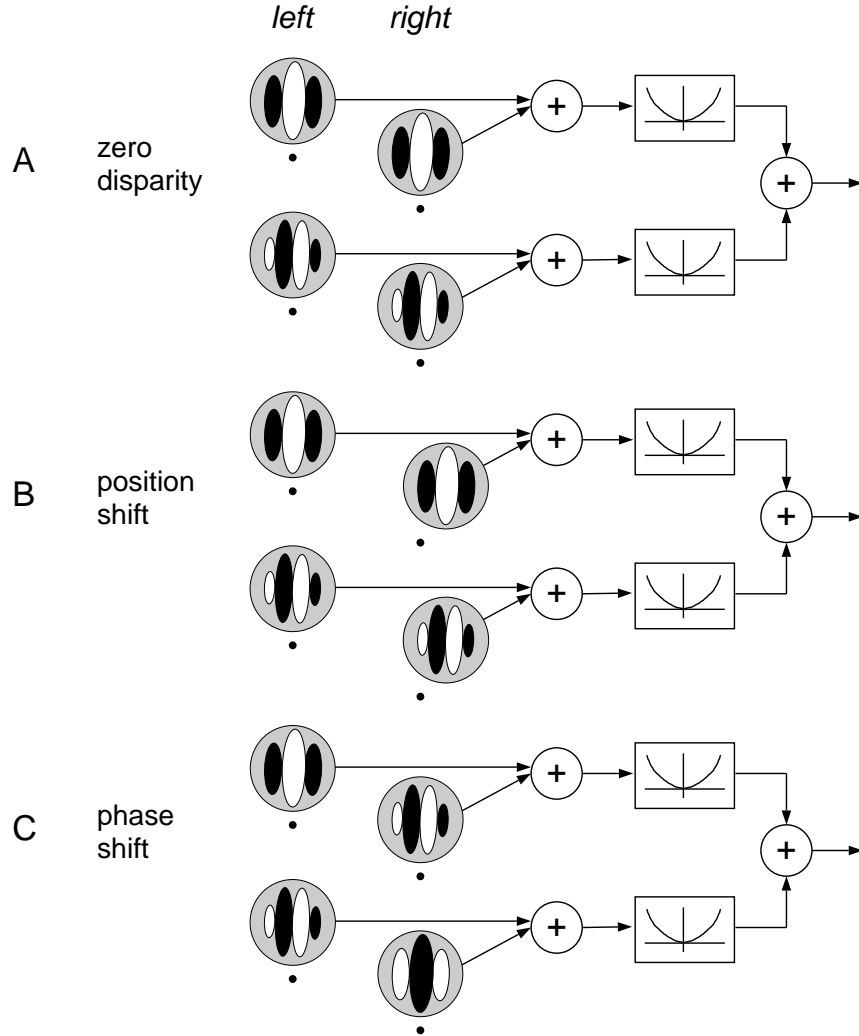 left right
+
A zero
disparity
+
+
B position
shift
+
+
+
C phase
shift
+
+
+